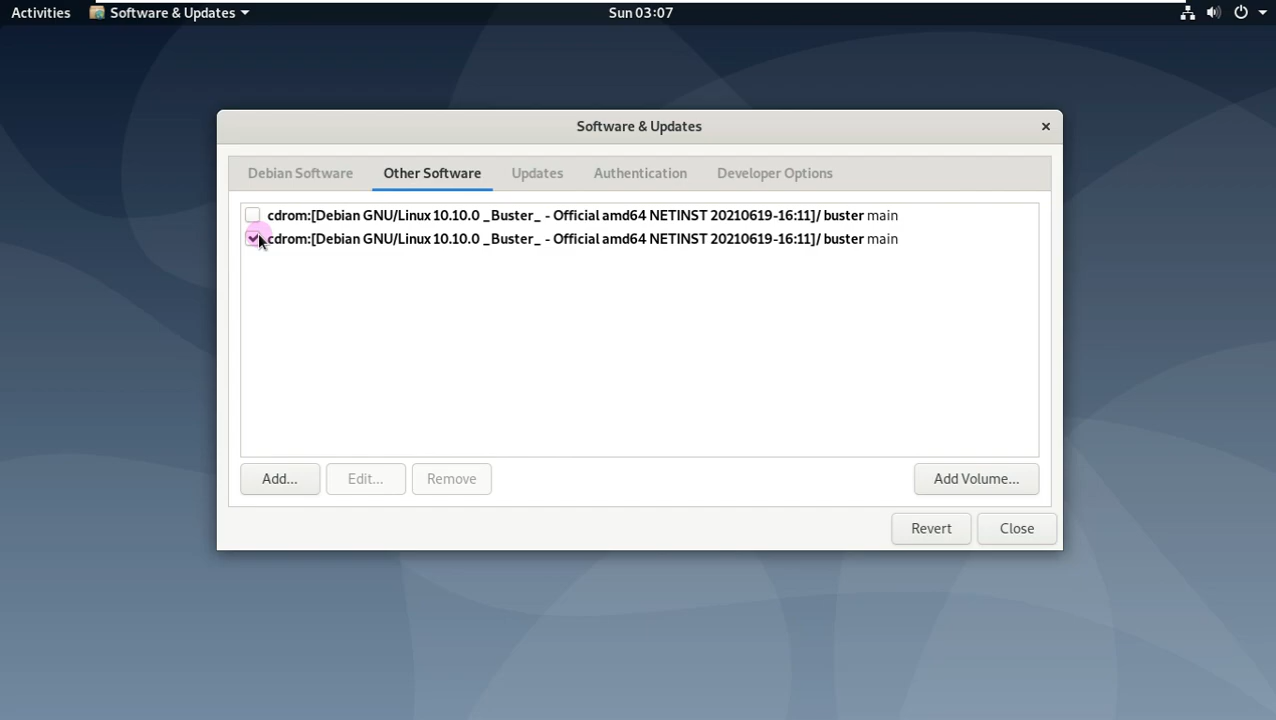 Activities Software & Updates Sun 03:07
Software & Updates ×
Debian Software Other Software Updates Authentication Developer Options
cdrom:[Debian GNU/Linux 10.10.0 _Buster_ - Official amd64 NETINST 20210619-16:11]/ buster main
cdrom:[Debian GNU/Linux 10.10.0 _Buster_ - Official amd64 NETINST 20210619-16:11]/ buster main
Add... Edit... Remove Add Volume...
Revert Close